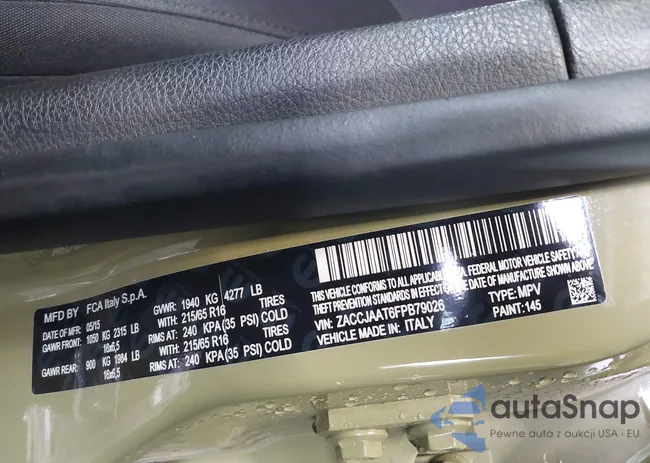 MFD BY FCA Italy S.p.A.
DATE OF MFR: 05/15 GVWR: 1940 KG 4277 LB
GAWR FRONT: 1050 KG 2315 LB WITH: 215/65 R16 TIRES
16x6,5 RIMS AT: 240 KPA (35 PSI) COLD
GAWR REAR: 900 KG 1984 LB WITH: 215/65 R16 TIRES
16x6,5 RIMS AT: 240 KPA (35 PSI) COLD
THIS VEHICLE CONFORMS TO ALL APPLICABLE U.S.A. FEDERAL MOTOR VEHICLE SAFETY AND
THEFT PREVENTION STANDARDS IN EFFECT ON THE DATE OF MANUFACTURE SHOWN ABOVE.
VIN: ZACCJAAT6FPB79026 TYPE: MPV
VEHICLE MADE IN: ITALY PAINT: 145
autaSnap
Pewne auta z aukcji USA i EU